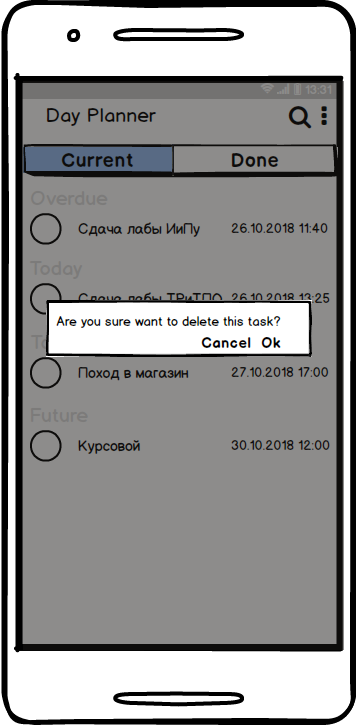 13:31
Day Planner
Current Done
Overdue
Сдача лабы ИиПу 26.10.2018 11:40
Today
Сдача лабы ТРиТПО 26.10.2018 13:25
Are you sure want to delete this task?
Cancel Ok
Поход в магазин 27.10.2018 17:00
Future
Курсовой 30.10.2018 12:00